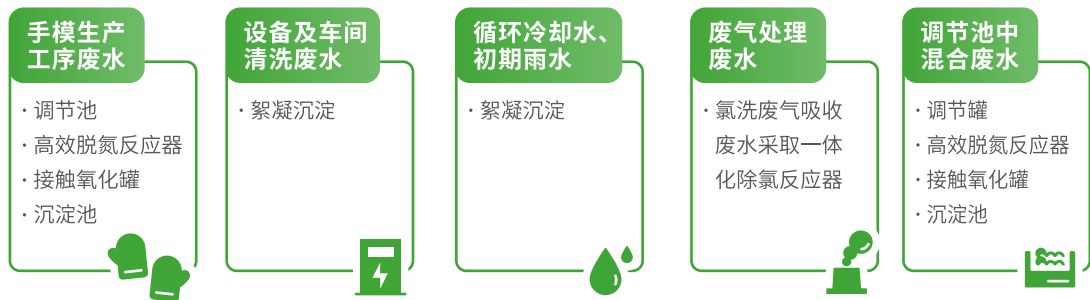 手模生产
工序废水
· 调节池
· 高效脱氮反应器
· 接触氧化罐
· 沉淀池
设备及车间
清洗废水
· 絮凝沉淀
循环冷却水、
初期雨水
· 絮凝沉淀
废气处理
废水
· 氯洗废气吸收
废水采取一体
化除氯反应器
调节池中
混合废水
· 调节罐
· 高效脱氮反应器
· 接触氧化罐
· 沉淀池